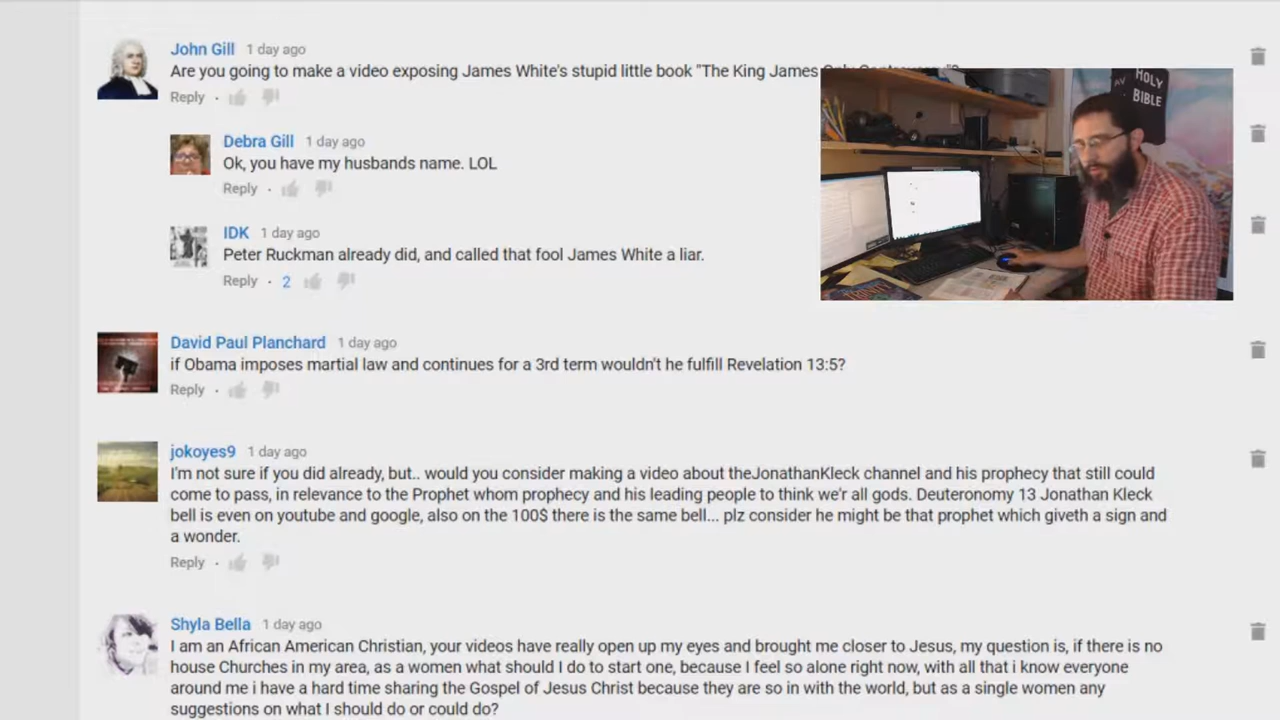 John Gill 1 day ago
Are you going to make a video exposing James White's stupid little book "The King James
Reply
Debra Gill 1 day ago
Ok, you have my husbands name. LOL
Reply
IDK 1 day ago
Peter Ruckman already did, and called that fool James White a liar.
Reply · 2
HOLY
BIBLE
AV
David Paul Planchard 1 day ago
if Obama imposes martial law and continues for a 3rd term wouldn't he fulfill Revelation 13:5?
Reply
jokoyes9 1 day ago
I'm not sure if you did already, but.. would you consider making a video about theJonathanKleck channel and his prophecy that still could
come to pass, in relevance to the Prophet whom prophecy and his leading people to think we'r all gods. Deuteronomy 13 Jonathan Kleck
bell is even on youtube and google, also on the 100$ there is the same bell... plz consider he might be that prophet which giveth a sign and
a wonder.
Reply
Shyla Bella 1 day ago
I am an African American Christian, your videos have really open up my eyes and brought me closer to Jesus, my question is, if there is no
house Churches in my area, as a women what should I do to start one, because I feel so alone right now, with all that i know everyone
around me i have a hard time sharing the Gospel of Jesus Christ because they are so in with the world, but as a single women any
suggestions on what I should do or could do?